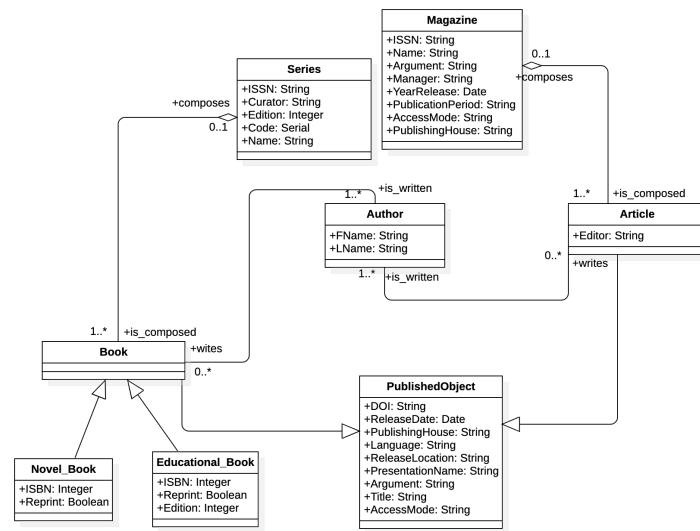 Magazine
+ISSN: String
+Name: String
+Argument: String
+Manager: String
+YearRelease: Date
+PublicationPeriod: String
+AccessMode: String
+PublishingHouse: String
0..1
+composes
Series
+ISSN: String
+Curator: String
+Edition: Integer
+Code: Serial
+Name: String
+composes
0..1
1..*
+is_written
Author
+FName: String
+LName: String
1..*
+is_written
1..*
+is_composed
Article
+Editor: String
0..*
+writes
1..*
+is_composed
Book
+wites
0..*
PublishedObject
+DOI: String
+ReleaseDate: Date
+PublishingHouse: String
+Language: String
+ReleaseLocation: String
+PresentationName: String
+Argument: String
+Title: String
+AccessMode: String
Novel_Book
+ISBN: Integer
+Reprint: Boolean
Educational_Book
+ISBN: Integer
+Reprint: Boolean
+Edition: Integer